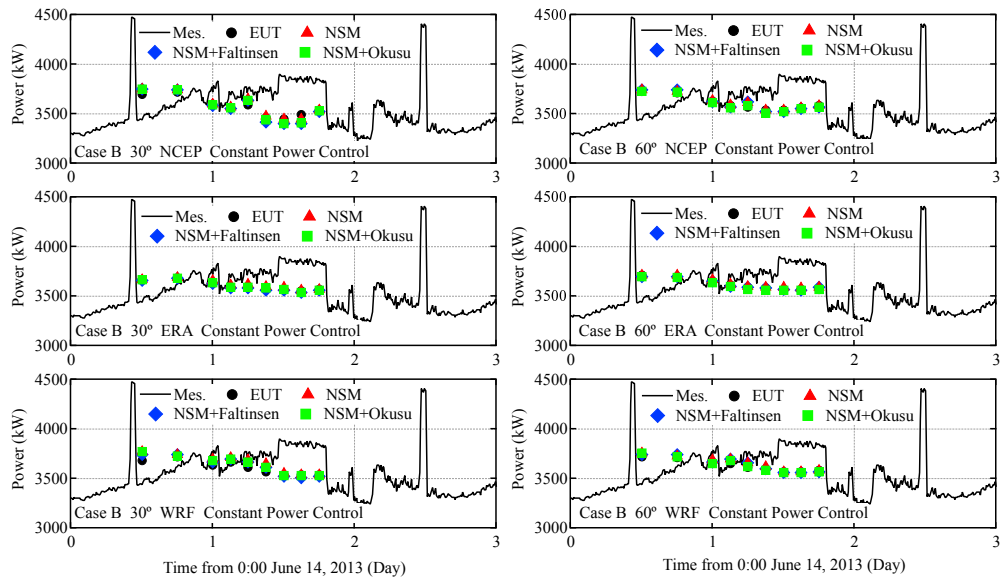 4500
4000
3500
3000
Power (kW)
Mes. EUT NSM
NSM+Faltinsen NSM+Okusu
Case B 30º NCEP Constant Power Control
0 1 2 3
4500
4000
3500
3000
Power (kW)
Mes. EUT NSM
NSM+Faltinsen NSM+Okusu
Case B 60º NCEP Constant Power Control
0 1 2 3
4500
4000
3500
3000
Power (kW)
Mes. EUT NSM
NSM+Faltinsen NSM+Okusu
Case B 30º ERA Constant Power Control
0 1 2 3
4500
4000
3500
3000
Power (kW)
Mes. EUT NSM
NSM+Faltinsen NSM+Okusu
Case B 60º ERA Constant Power Control
0 1 2 3
4500
4000
3500
3000
Power (kW)
Mes. EUT NSM
NSM+Faltinsen NSM+Okusu
Case B 30º WRF Constant Power Control
0 1 2 3
Time from 0:00 June 14, 2013 (Day)
4500
4000
3500
3000
Power (kW)
Mes. EUT NSM
NSM+Faltinsen NSM+Okusu
Case B 60º WRF Constant Power Control
0 1 2 3
Time from 0:00 June 14, 2013 (Day)